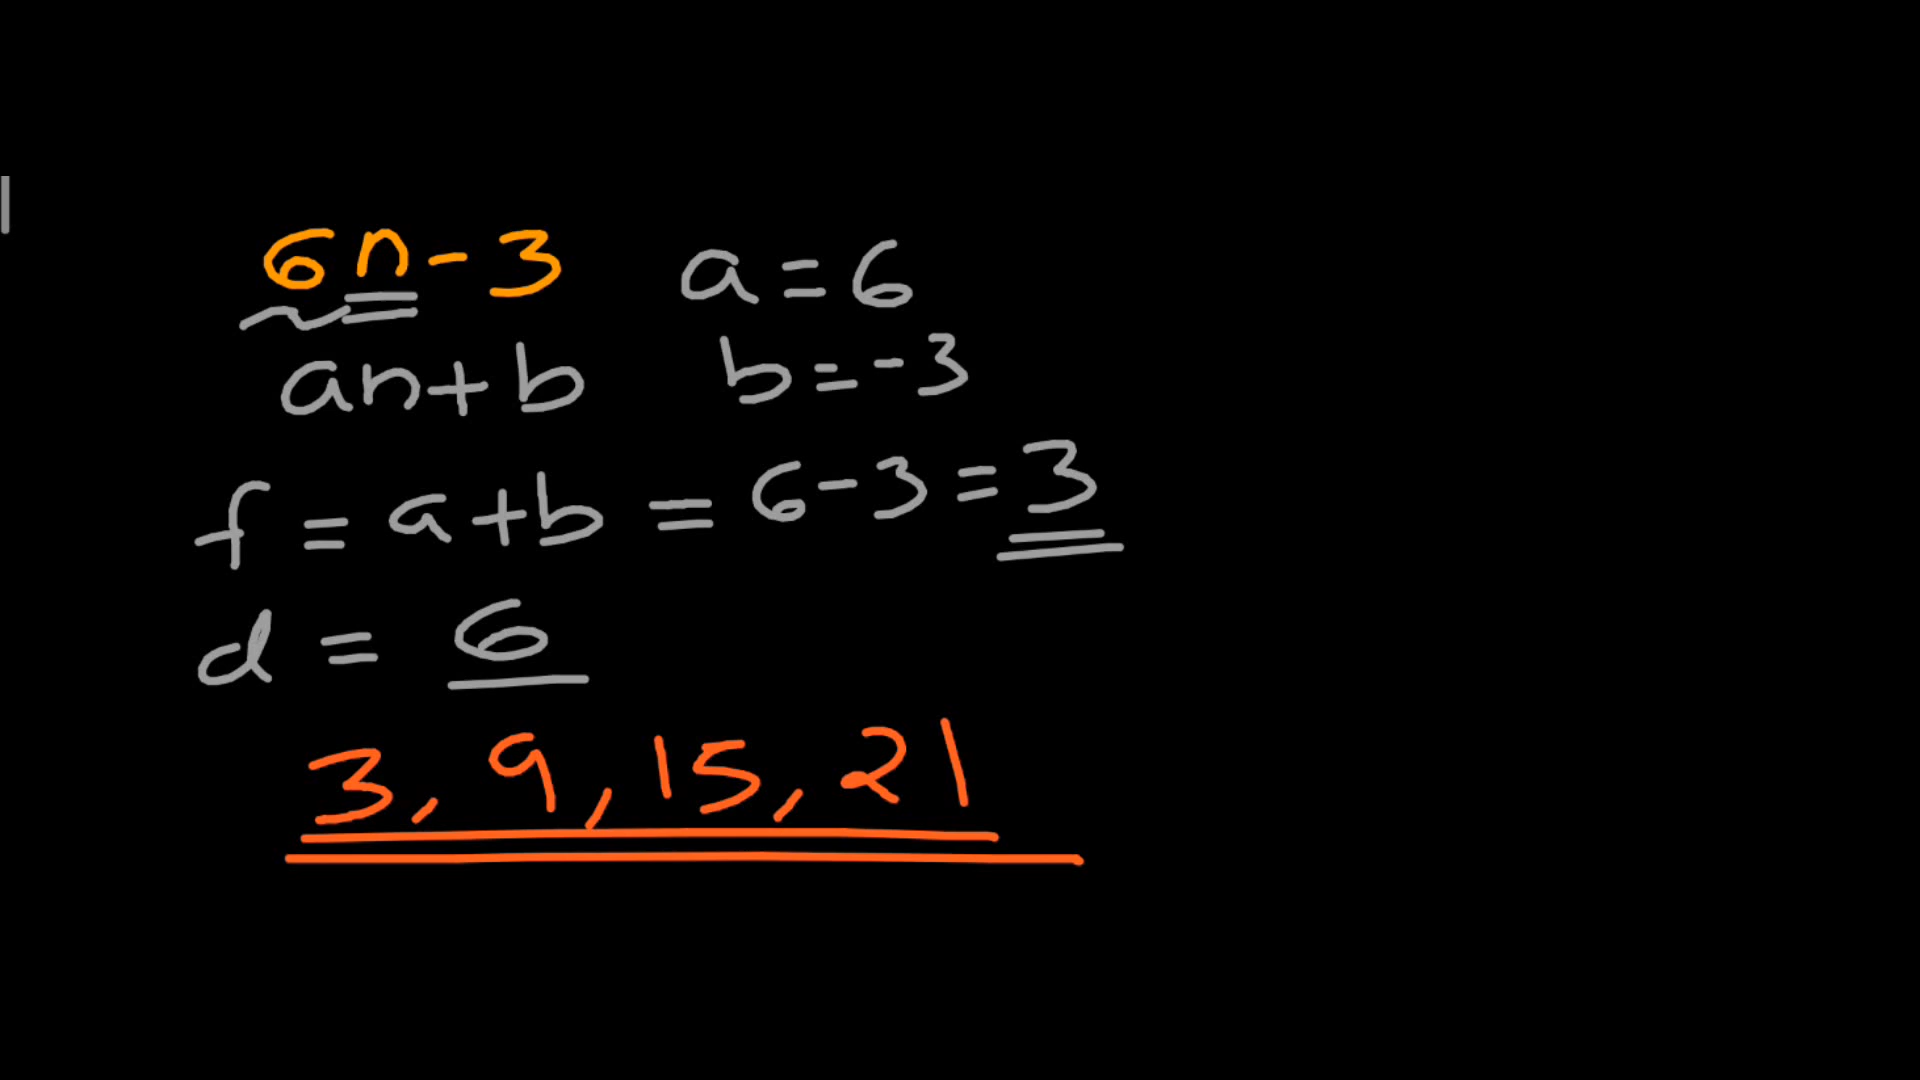 6n-3 a=6
an+b b=-3
f=a+b=6-3=3
d=6
3, 9, 15, 21